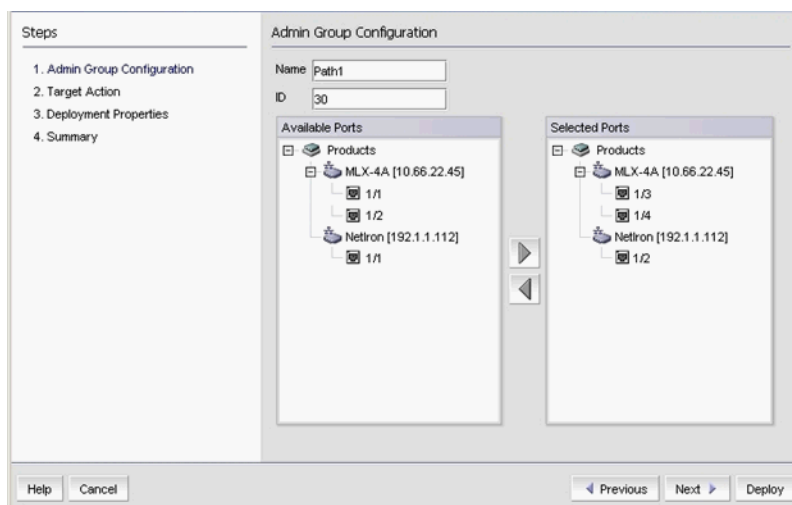 Steps
1. Admin Group Configuration
2. Target Action
3. Deployment Properties
4. Summary
Admin Group Configuration
Name Path1
ID 30
Available Ports
Products
MLX-4A [10.66.22.45]
1/1
1/2
NetIron [192.1.1.112]
1/1
Selected Ports
Products
MLX-4A [10.66.22.45]
1/3
1/4
NetIron [192.1.1.112]
1/2
Help Cancel Previous Next Deploy